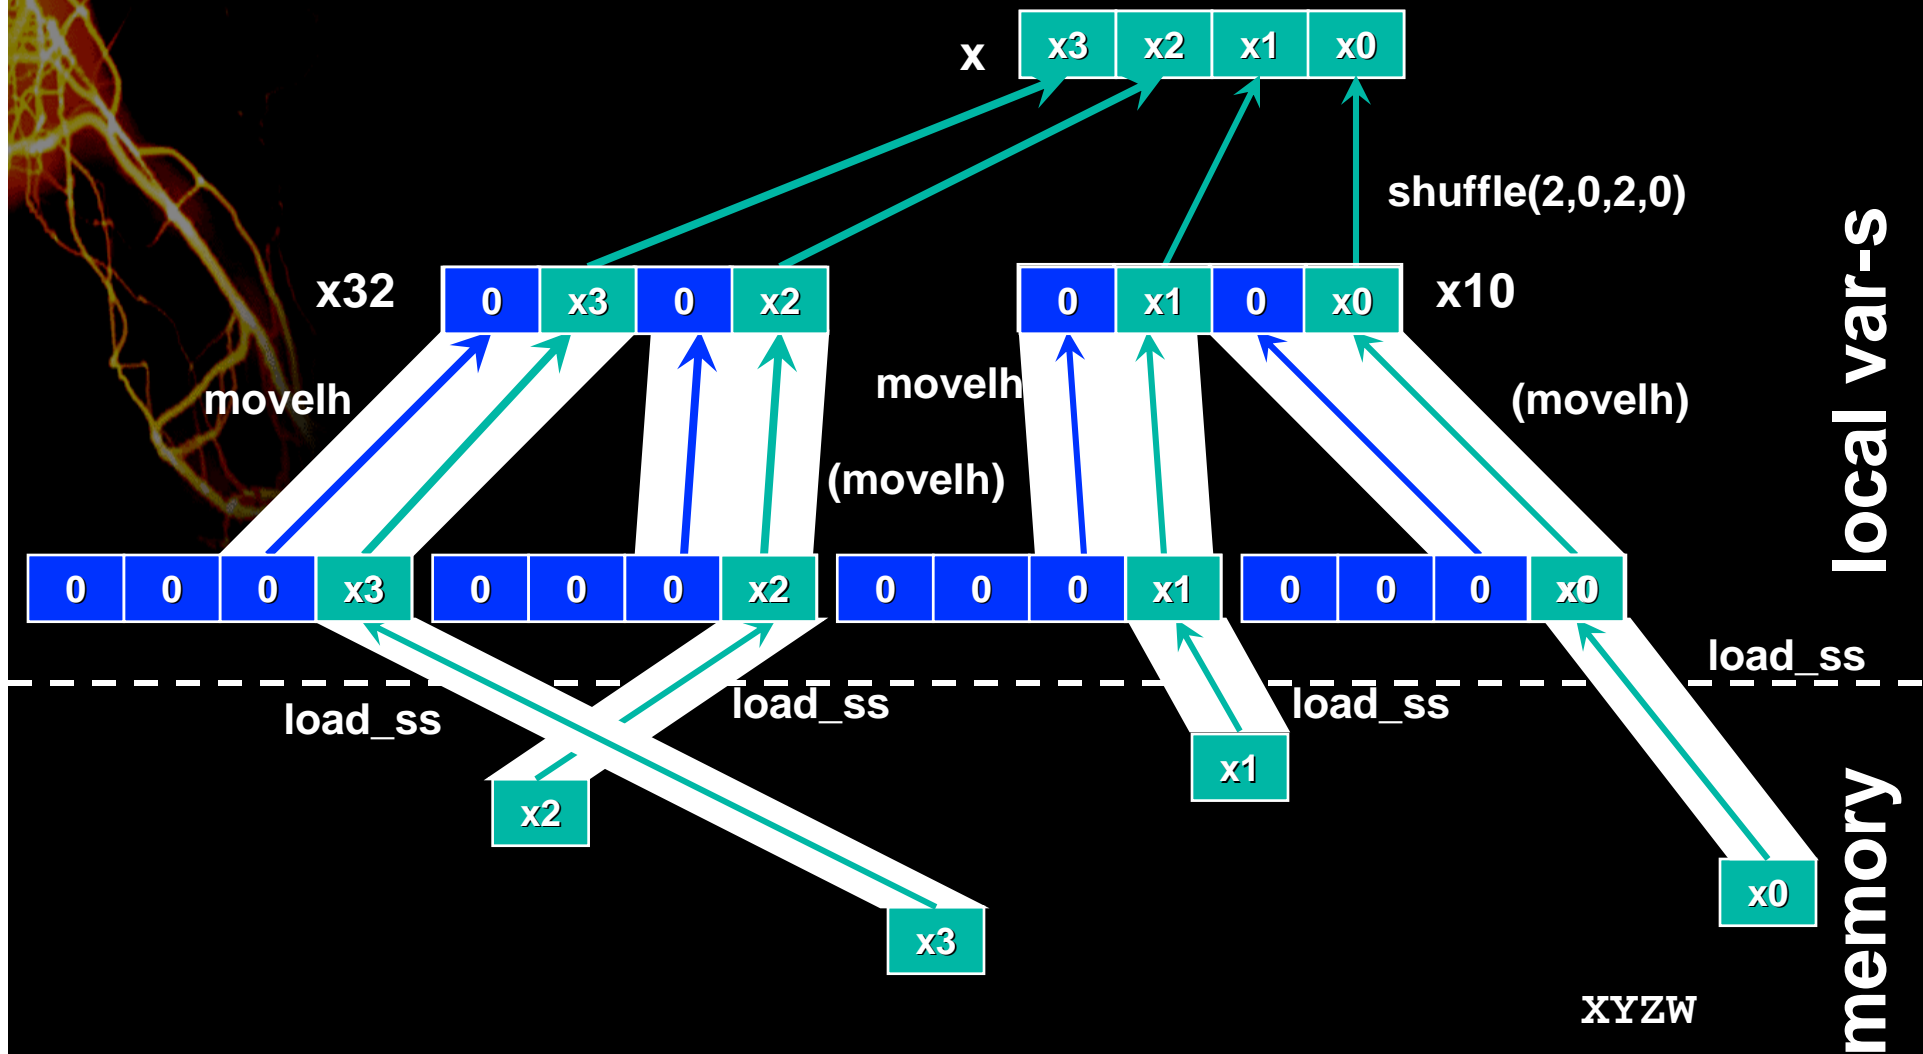 x
x3 x2 x1 x0
shuffle(2,0,2,0)
x32
0 x3 0 x2
0 x1 0 x0
x10
movelh
movelh
(movelh)
(movelh)
local var-s
0 0 0 x3
0 0 0 x2
0 0 0 x1
0 0 0 x0
load_ss
load_ss
load_ss
load_ss
x1
x2
x0
x3
memory
XYZW